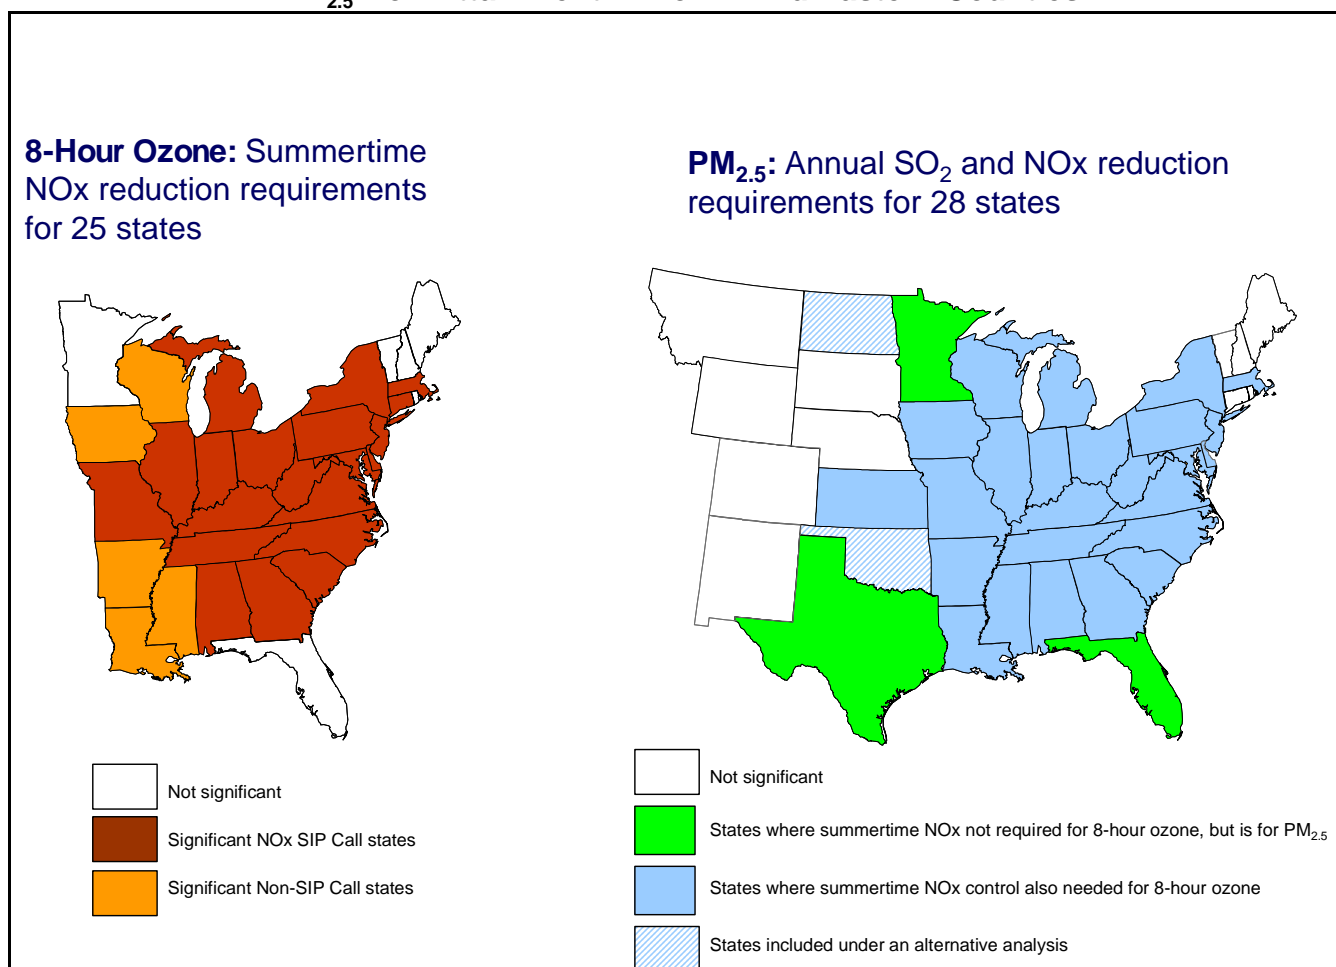 2.5
8-Hour Ozone: Summertime
NOx reduction requirements
for 25 states
PM2.5: Annual SO2 and NOx reduction
requirements for 28 states
Not significant
Significant NOx SIP Call states
Significant Non-SIP Call states
Not significant
States where summertime NOx not required for 8-hour ozone, but is for PM2.5
States where summertime NOx control also needed for 8-hour ozone
States included under an alternative analysis